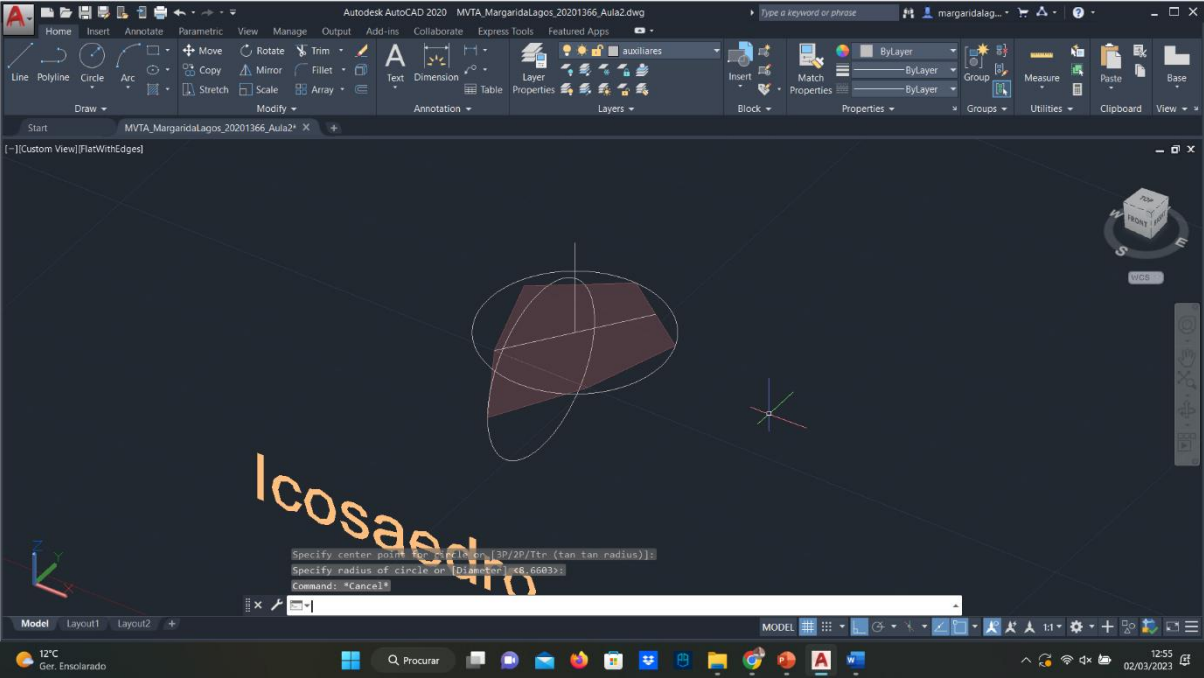 Autodesk AutoCAD 2020 MVTA_MargaridaLagos_20201366_Aula2.dwg
Type a keyword or phrase
margaridalag...
Home Insert Annotate Parametric View Manage Output Add-ins Collaborate Express Tools Featured Apps
Move Rotate Trim auxiliares ByLayer
Line Polyline Circle Arc Copy Mirror Fillet Text Dimension Layer Properties Insert Match Properties ByLayer Group Measure Paste Base
Stretch Scale Array Table ByLayer
Draw Modify Annotation Layers Block Properties Groups Utilities Clipboard View
Start MVTA_MargaridaLagos_20201366_Aula2*
[−][Custom View][FlatWithEdges]
TOP
W FRONT RIGHT
S E
WCS
Icosaedro
Specify center point for circle or [3P/2P/Ttr (tan tan radius)]:
Specify radius of circle or [Diameter] <8.6603>:
Command: *Cancel*
Z Y X
Model Layout1 Layout2 MODEL 1:1
12°C
Ger. Ensolarado
Procurar
12:55
02/03/2023